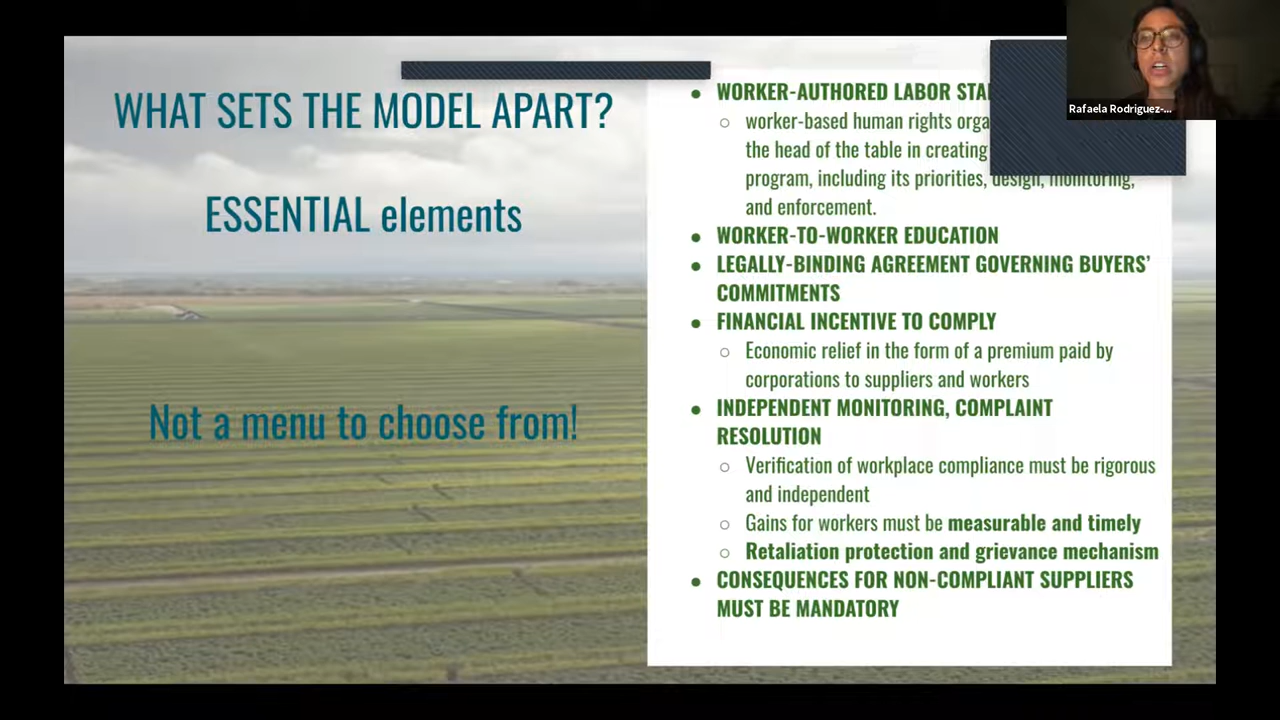 WHAT SETS THE MODEL APART?
ESSENTIAL elements
Not a menu to choose from!
● WORKER-AUTHORED LABOR
○ worker-based human rights
the head of the table in creating
program, including its priorities, design, monitoring,
and enforcement.
● WORKER-TO-WORKER EDUCATION
● LEGALLY-BINDING AGREEMENT GOVERNING BUYERS’
COMMITMENTS
● FINANCIAL INCENTIVE TO COMPLY
○ Economic relief in the form of a premium paid by
corporations to suppliers and workers
● INDEPENDENT MONITORING, COMPLAINT
RESOLUTION
○ Verification of workplace compliance must be rigorous
and independent
○ Gains for workers must be measurable and timely
○ Retaliation protection and grievance mechanism
● CONSEQUENCES FOR NON-COMPLIANT SUPPLIERS
MUST BE MANDATORY
Rafaela Rodriguez-...